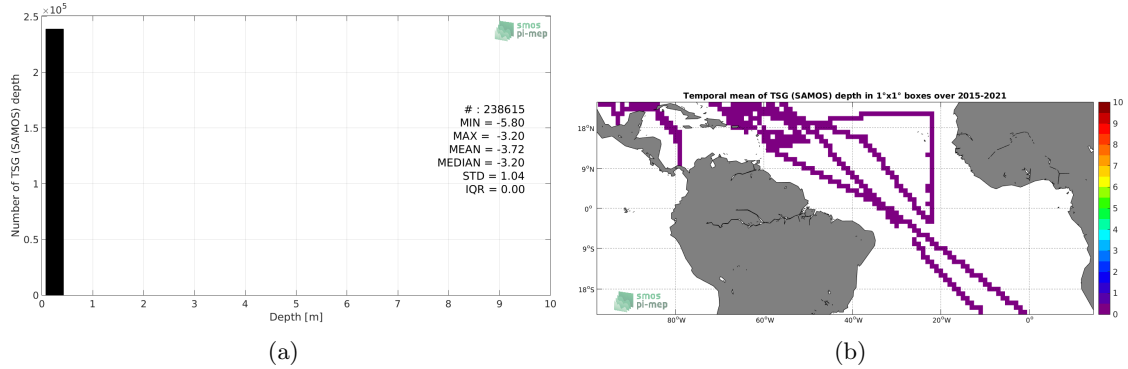 ×10⁵
2.5
2
1.5
1
0.5
0
Number of TSG (SAMOS) depth
smos
pi-mep
# : 238615
MIN = -5.80
MAX = -3.20
MEAN = -3.72
MEDIAN = -3.20
STD = 1.04
IQR = 0.00
0 1 2 3 4 5 6 7 8 9 10
Depth [m]
(a)
Temporal mean of TSG (SAMOS) depth in 1°x1° boxes over 2015-2021
18°N
9°N
0°
9°S
18°S
80°W 60°W 40°W 20°W 0°
smos
pi-mep
10
9
8
7
6
5
4
3
2
1
0
(b)